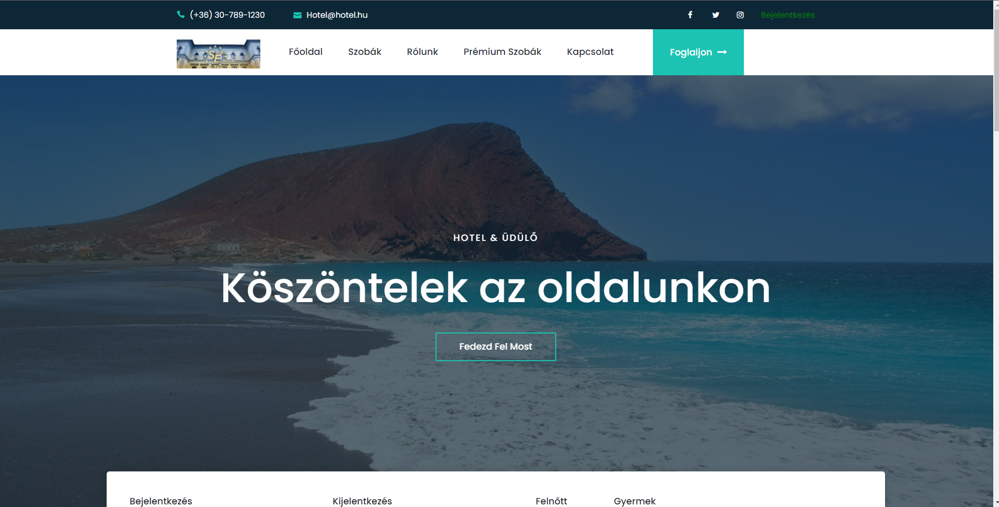 (+36) 30-789-1230 Hotel@hotel.hu Bejelentkezés
SE
Főoldal Szobák Rólunk Prémium Szobák Kapcsolat Foglaljon
HOTEL & ÜDÜLŐ
Köszöntelek az oldalunkon
Fedezd Fel Most
Bejelentkezés Kijelentkezés Felnőtt Gyermek